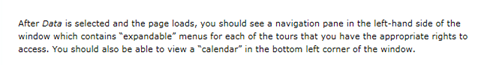 After Data is selected and the page loads, you should see a navigation pane in the left-hand side of the
window which contains "expandable" menus for each of the tours that you have the appropriate rights to
access. You should also be able to view a "calendar" in the bottom left corner of the window.